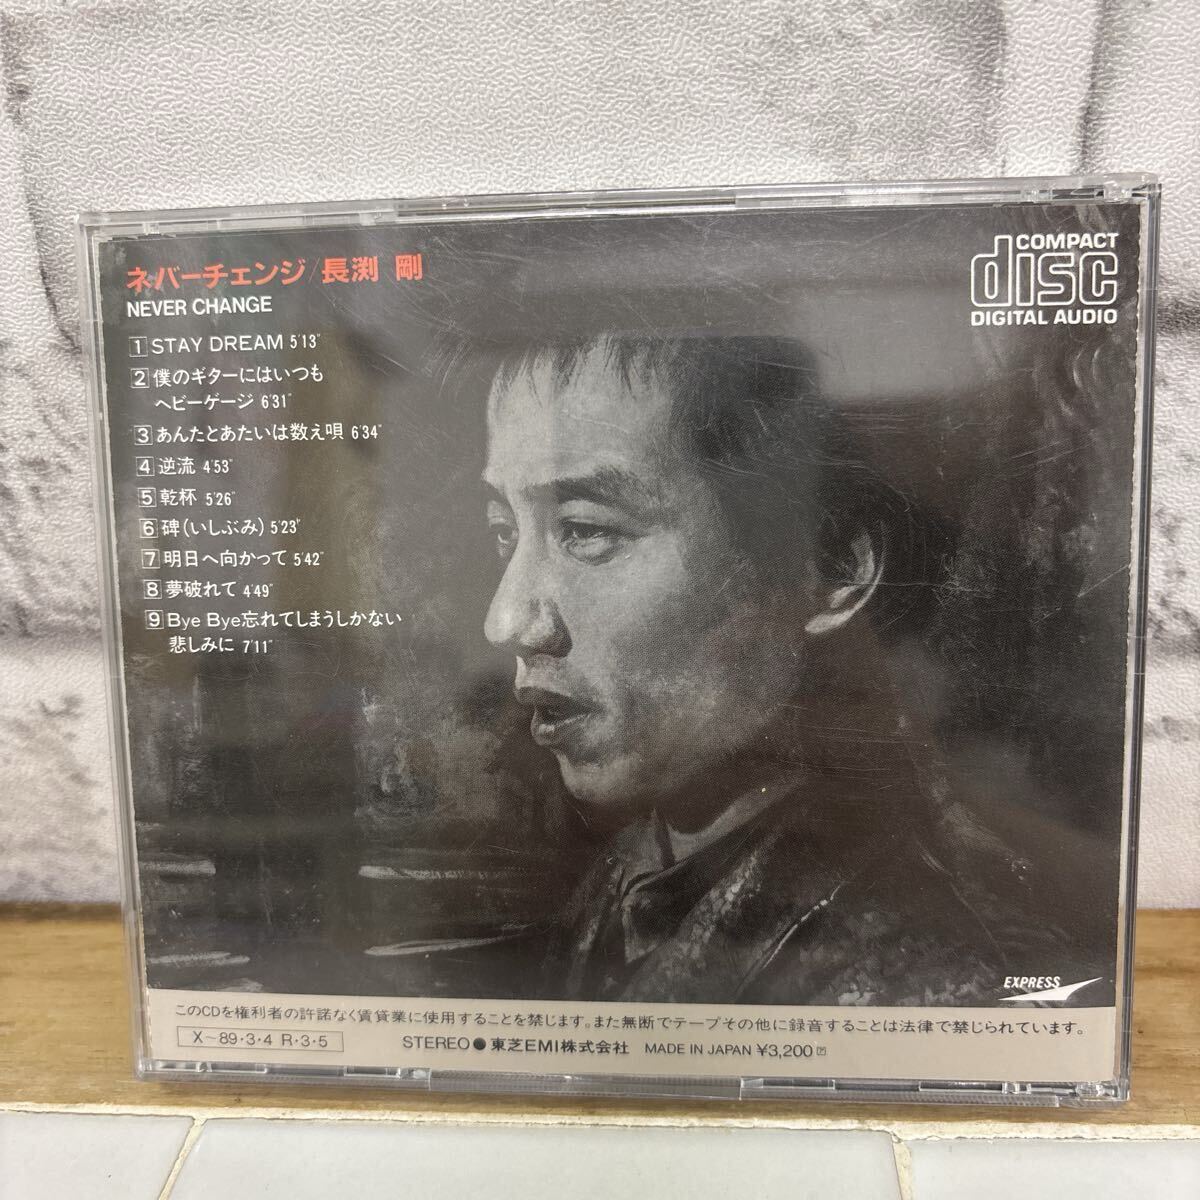 ネバーチェンジ/長渕 剛
NEVER CHANGE
1 STAY DREAM 5'13"
2 僕のギターにはいつも
ヘビーゲージ 6'31"
3 あんたとあたいは数え唄 6'34"
4 逆流 4'53"
5 乾杯 5'26"
6 碑(いしぶみ) 5'23"
7 明日へ向かって 5'42"
8 夢破れて 4'49"
9 Bye Bye忘れてしまうしかない
悲しみに 7'11"
COMPACT
disc
DIGITAL AUDIO
EXPRESS
このCDを権利者の許諾なく賃貸業に使用することを禁じます。また無断でテープその他に録音することは法律で禁じられています。
X〜89・3・4 R・3・5
STEREO●東芝EMI株式会社 MADE IN JAPAN ¥3,200